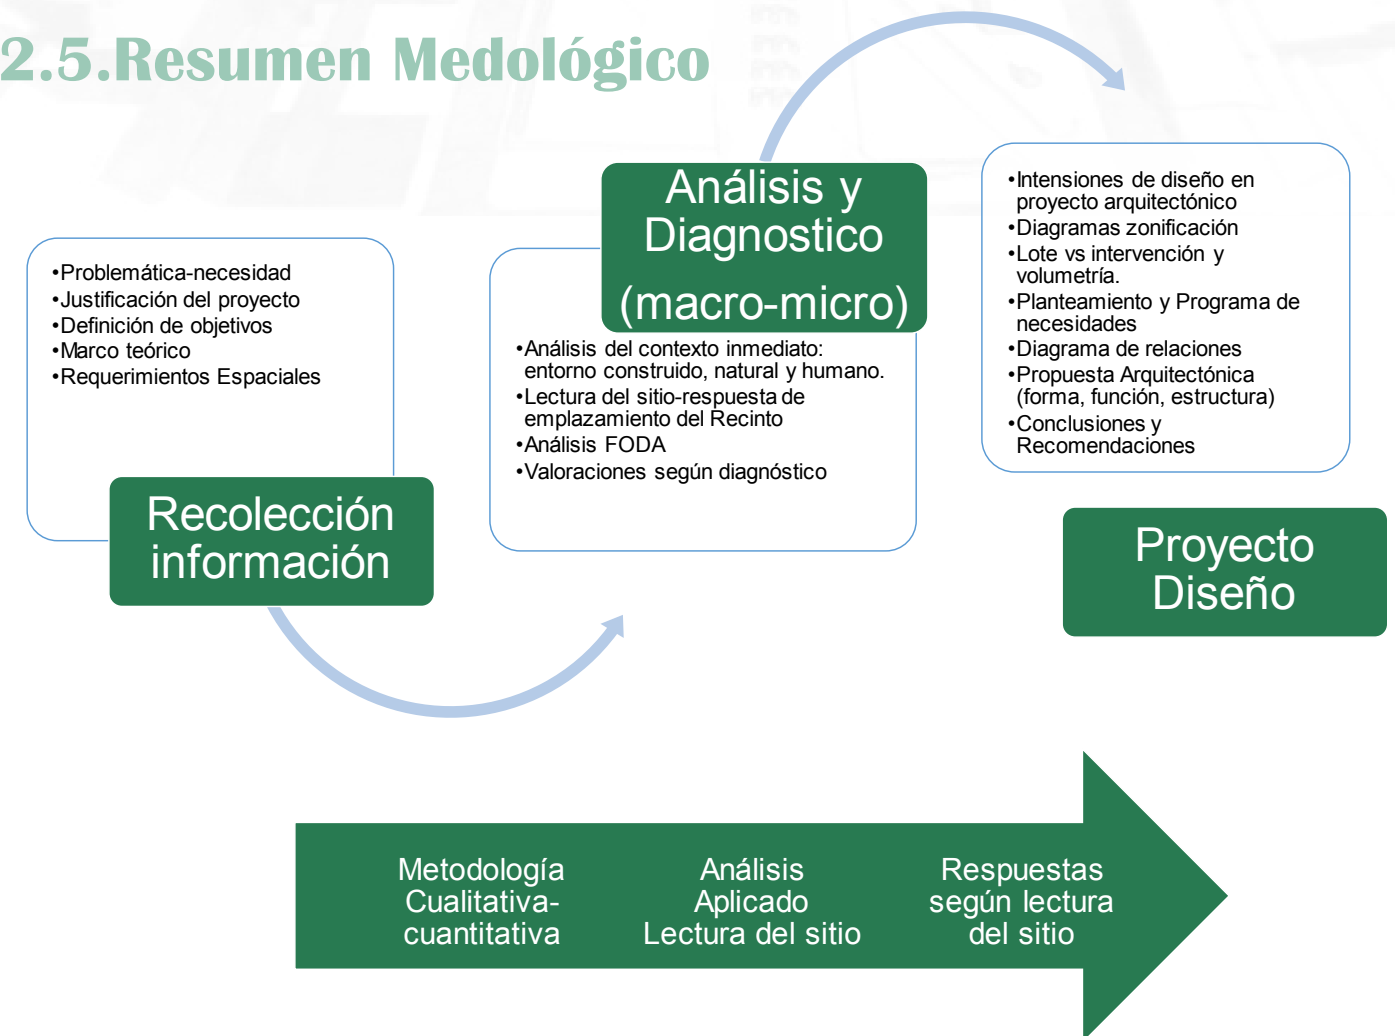 2.5.Resumen Medológico
•Problemática-necesidad
•Justificación del proyecto
•Definición de objetivos
•Marco teórico
•Requerimientos Espaciales
Recolección
información
Análisis y
Diagnostico
(macro-micro)
•Análisis del contexto inmediato:
entorno construido, natural y humano.
•Lectura del sitio-respuesta de
emplazamiento del Recinto
•Análisis FODA
•Valoraciones según diagnóstico
•Intensiones de diseño en
proyecto arquitectónico
•Diagramas zonificación
•Lote vs intervención y
volumetría.
•Planteamiento y Programa de
necesidades
•Diagrama de relaciones
•Propuesta Arquitectónica
(forma, función, estructura)
•Conclusiones y
Recomendaciones
Proyecto
Diseño
Metodología
Cualitativa-
cuantitativa
Análisis
Aplicado
Lectura del sitio
Respuestas
según lectura
del sitio